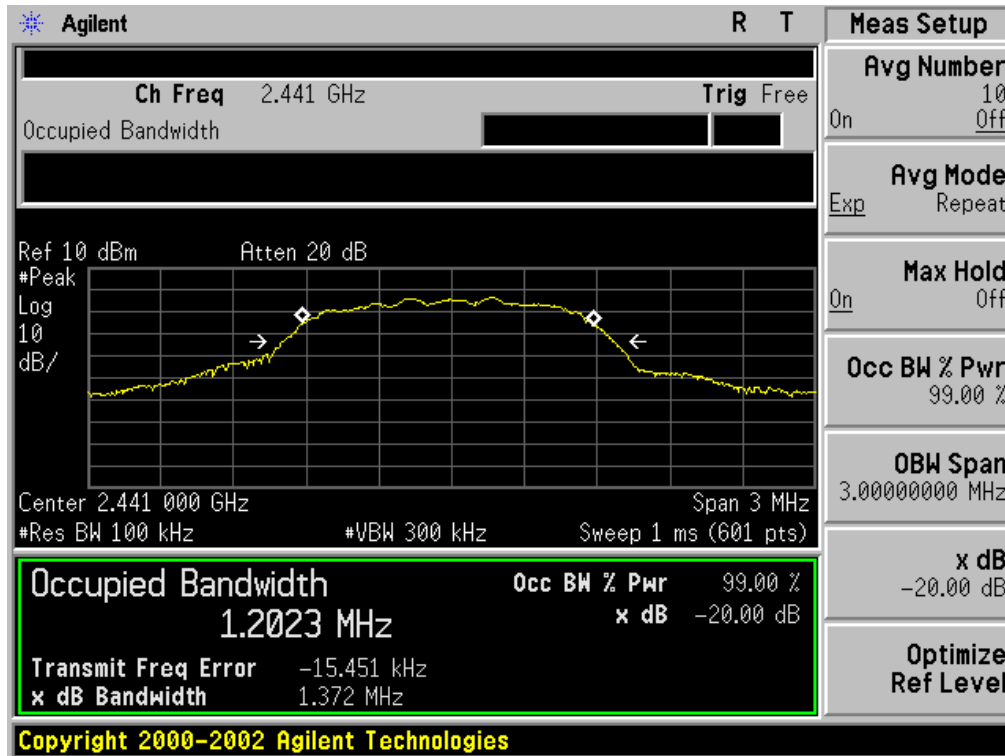 Agilent R T
Ch Freq 2.441 GHz Trig Free
Occupied Bandwidth
Ref 10 dBm Atten 20 dB
#Peak
Log
10
dB/
Center 2.441 000 GHz Span 3 MHz
#Res BW 100 kHz #VBW 300 kHz Sweep 1 ms (601 pts)
Occupied Bandwidth
1.2023 MHz
Occ BW % Pwr 99.00 %
x dB -20.00 dB
Transmit Freq Error -15.451 kHz
x dB Bandwidth 1.372 MHz
Copyright 2000-2002 Agilent Technologies
Meas Setup
Avg Number
10
On Off
Avg Mode
Exp Repeat
Max Hold
On Off
Occ BW % Pwr
99.00 %
OBW Span
3.00000000 MHz
x dB
-20.00 dB
Optimize
Ref Level